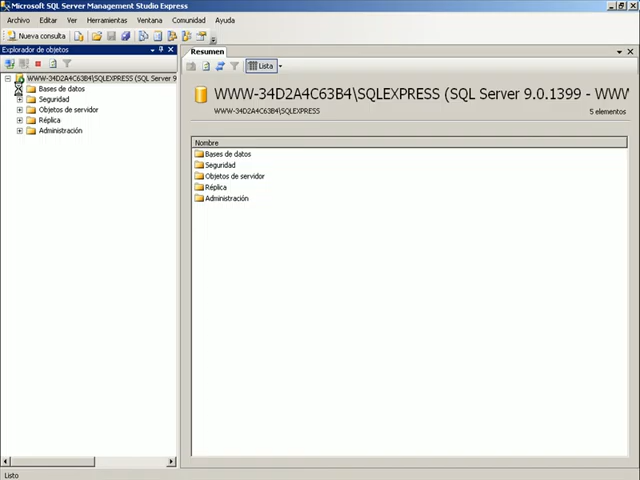 Microsoft SQL Server Management Studio Express
Archivo Editar Ver Herramientas Ventana Comunidad Ayuda
Nueva consulta
Explorador de objetos
WWW-34D2A4C63B4\SQLEXPRESS (SQL Server 9
Bases de datos
Seguridad
Objetos de servidor
Réplica
Administración
Resumen
Lista
WWW-34D2A4C63B4\SQLEXPRESS (SQL Server 9.0.1399 - WWW
WWW-34D2A4C63B4\SQLEXPRESS
5 elementos
Nombre
Bases de datos
Seguridad
Objetos de servidor
Réplica
Administración
Listo